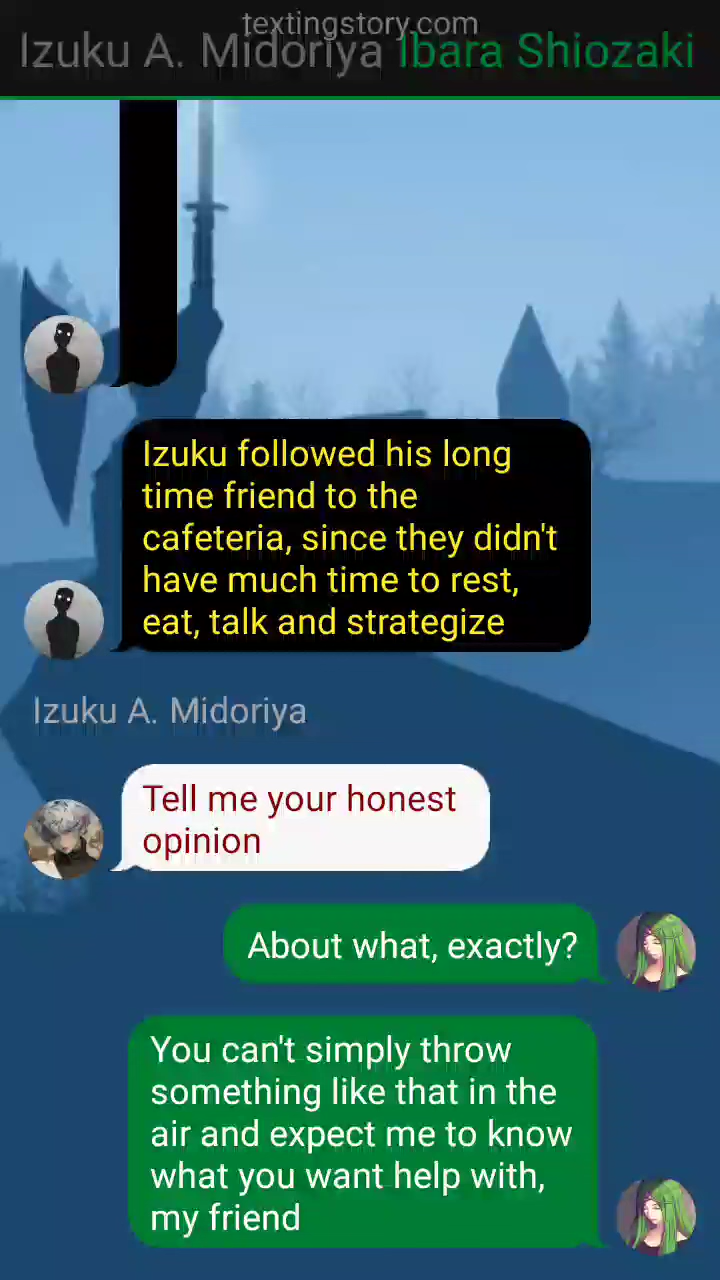 textingstory.com
Izuku A. Midoriya Ibara Shiozaki
Izuku followed his long
time friend to the
cafeteria, since they didn't
have much time to rest,
eat, talk and strategize
Izuku A. Midoriya
Tell me your honest
opinion
About what, exactly?
You can't simply throw
something like that in the
air and expect me to know
what you want help with,
my friend